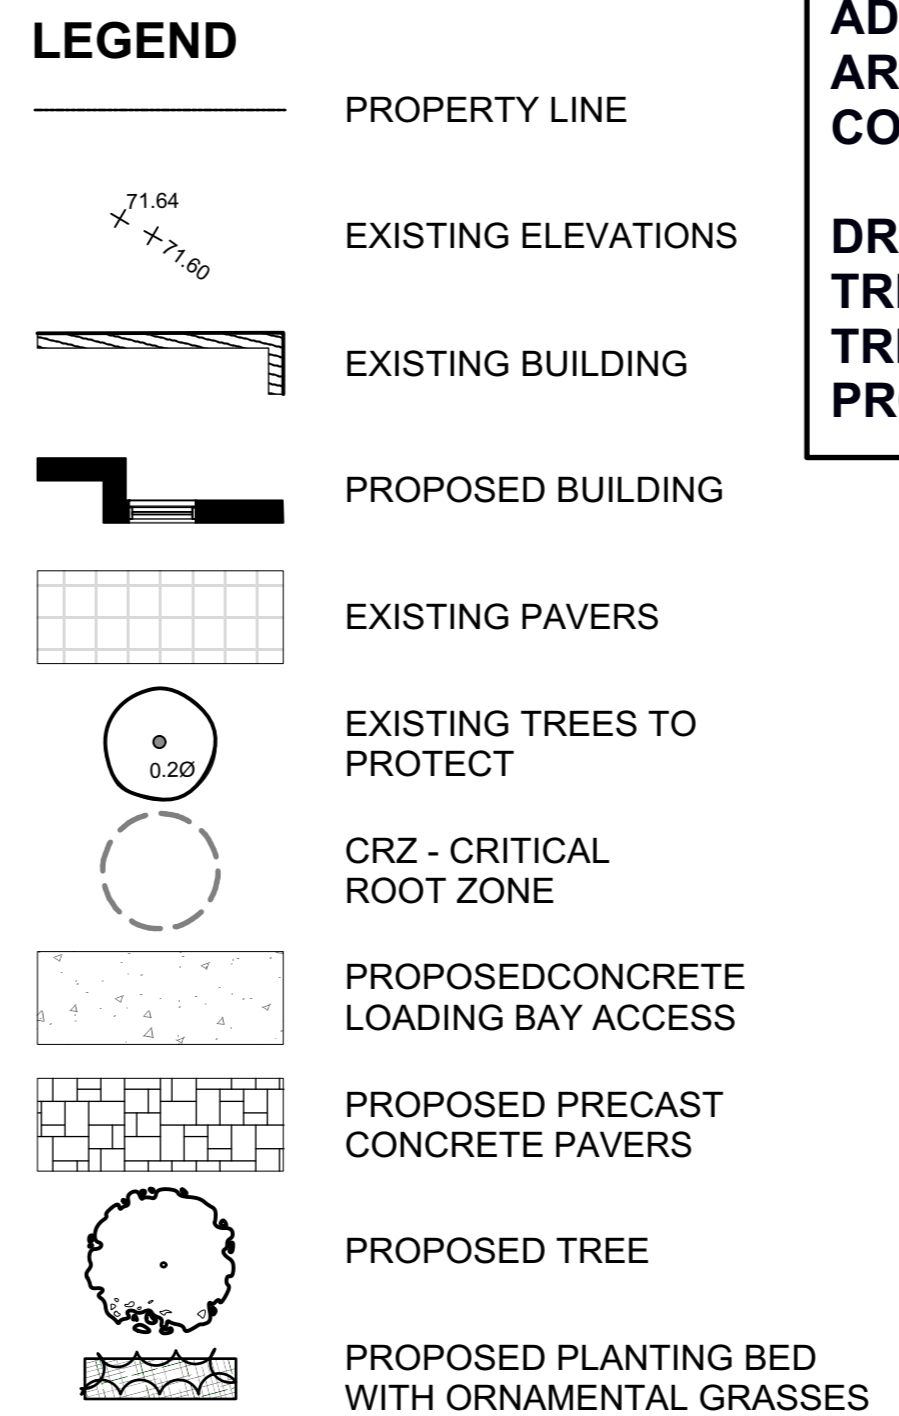 LEGEND
PROPERTY LINE
71.64
71.60
EXISTING ELEVATIONS
EXISTING BUILDING
PROPOSED BUILDING
EXISTING PAVERS
0.2Ø
EXISTING TREES TO
PROTECT
CRZ - CRITICAL
ROOT ZONE
PROPOSEDCONCRETE
LOADING BAY ACCESS
PROPOSED PRECAST
CONCRETE PAVERS
PROPOSED TREE
PROPOSED PLANTING BED
WITH ORNAMENTAL GRASSES